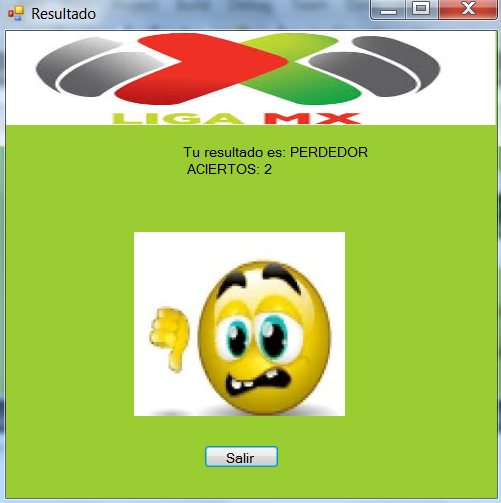 Resultado
LIGA MX
Tu resultado es: PERDEDOR
ACIERTOS: 2
Salir